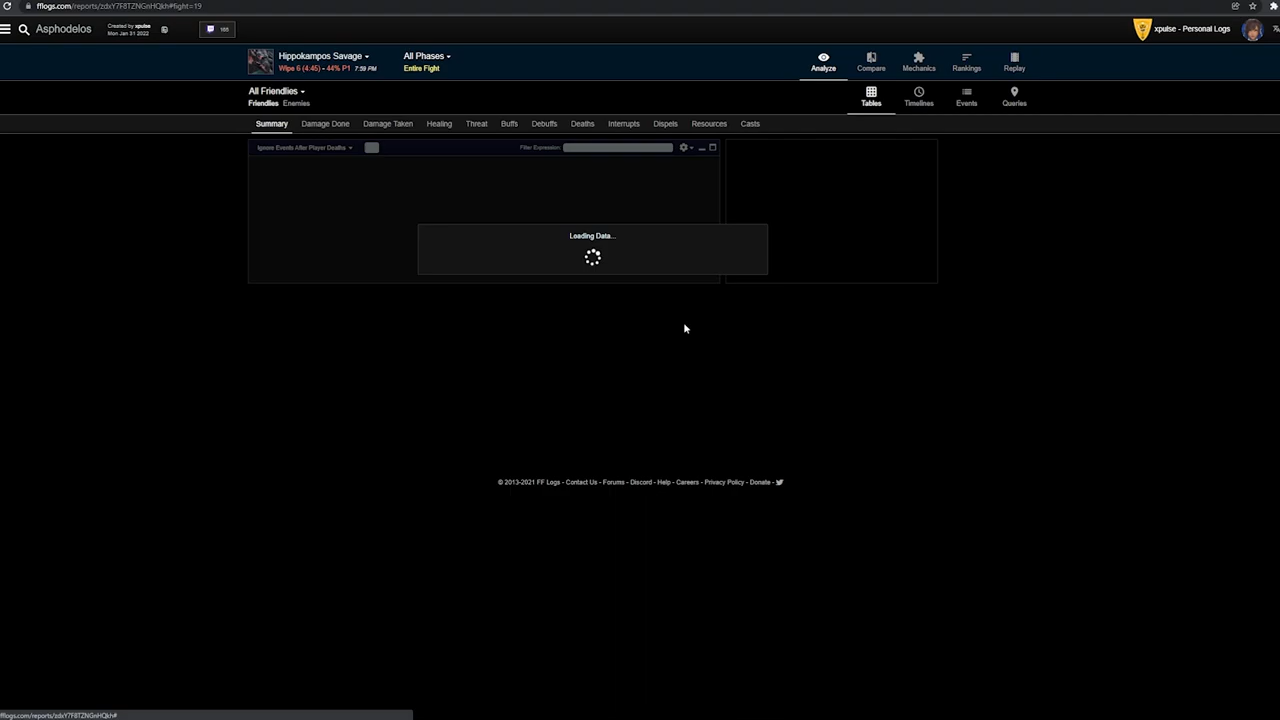 fflogs.com/reports/zdxY7F8TZNGnHQkh#fight=19
Asphodelos
Created by xpulse
Mon Jan 31 2022
165
xpulse - Personal Logs
Hippokampos Savage
Wipe 6 (4:45) - 44% P1 7:59 PM
All Phases
Entire Fight
Analyze
Compare
Mechanics
Rankings
Replay
All Friendlies
Friendlies Enemies
Tables
Timelines
Events
Queries
Summary Damage Done Damage Taken Healing Threat Buffs Debuffs Deaths Interrupts Dispels Resources Casts
Ignore Events After Player Deaths
Filter Expression:
Loading Data...
© 2013-2021 FF Logs - Contact Us - Forums - Discord - Help - Careers - Privacy Policy - Donate -
fflogs.com/reports/zdxY7F8TZNGnHQkh#